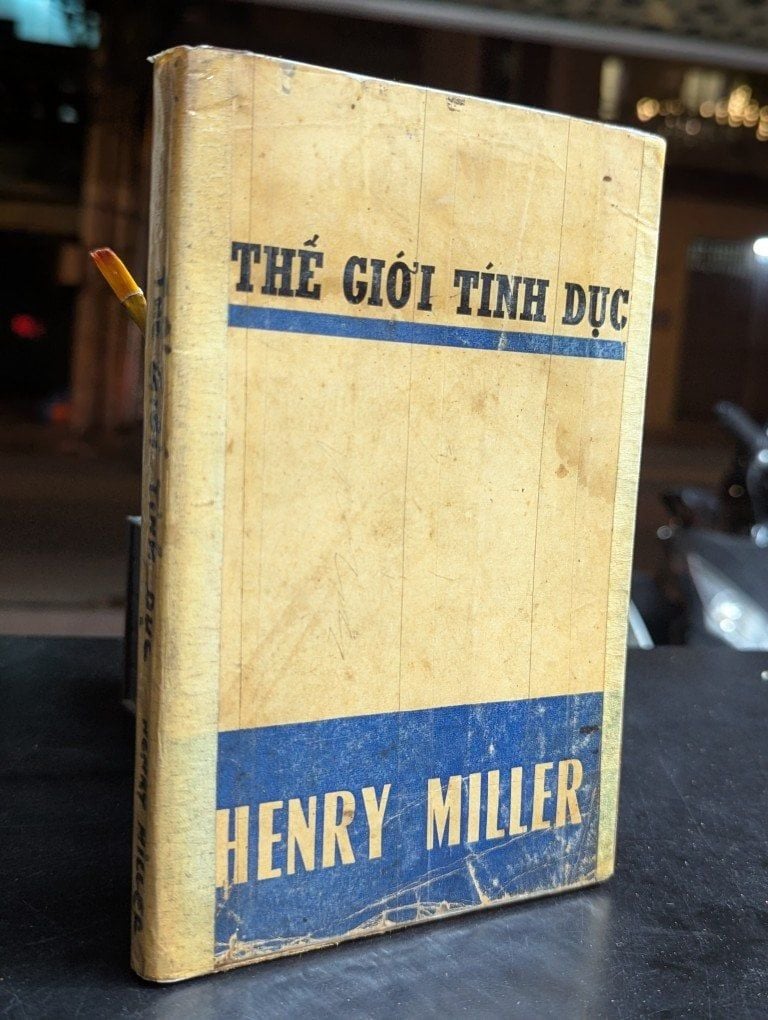 THẾ GIỚI TÍNH DỤC
HENRY MILLER
THẾ GIỚI TÍNH DỤC HENRY MILLER